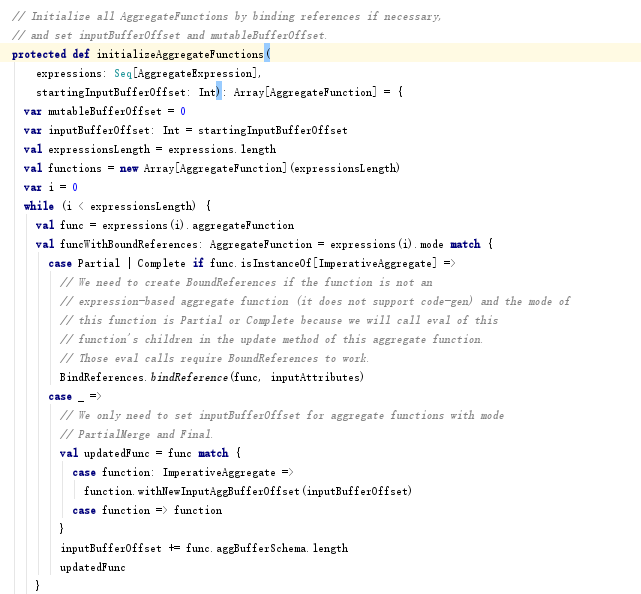 // Initialize all AggregateFunctions by binding references if necessary,
// and set inputBufferOffset and mutableBufferOffset.
protected def initializeAggregateFunctions(
expressions: Seq[AggregateExpression],
startingInputBufferOffset: Int): Array[AggregateFunction] = {
var mutableBufferOffset = 0
var inputBufferOffset: Int = startingInputBufferOffset
val expressionsLength = expressions.length
val functions = new Array[AggregateFunction](expressionsLength)
var i = 0
while (i < expressionsLength) {
val func = expressions(i).aggregateFunction
val funcWithBoundReferences: AggregateFunction = expressions(i).mode match {
case Partial | Complete if func.isInstanceOf[ImperativeAggregate] =>
// We need to create BoundReferences if the function is not an
// expression-based aggregate function (it does not support code-gen) and the mode of
// this function is Partial or Complete because we will call eval of this
// function's children in the update method of this aggregate function.
// Those eval calls require BoundReferences to work.
BindReferences.bindReference(func, inputAttributes)
case _ =>
// We only need to set inputBufferOffset for aggregate functions with mode
// PartialMerge and Final.
val updatedFunc = func match {
case function: ImperativeAggregate =>
function.withNewInputAggBufferOffset(inputBufferOffset)
case function => function
}
inputBufferOffset += func.aggBufferSchema.length
updatedFunc
}